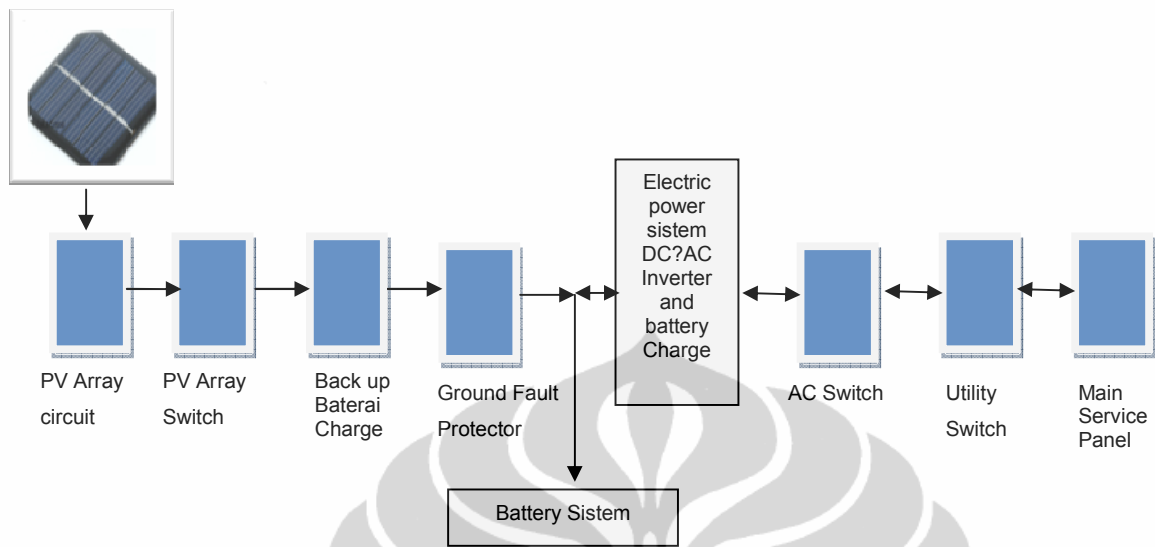 Electric
power
sistem
DC?AC
Inverter
and
battery
Charge
PV Array
circuit
PV Array
Switch
Back up
Baterai
Charge
Ground Fault
Protector
AC Switch
Utility
Switch
Main
Service
Panel
Battery Sistem